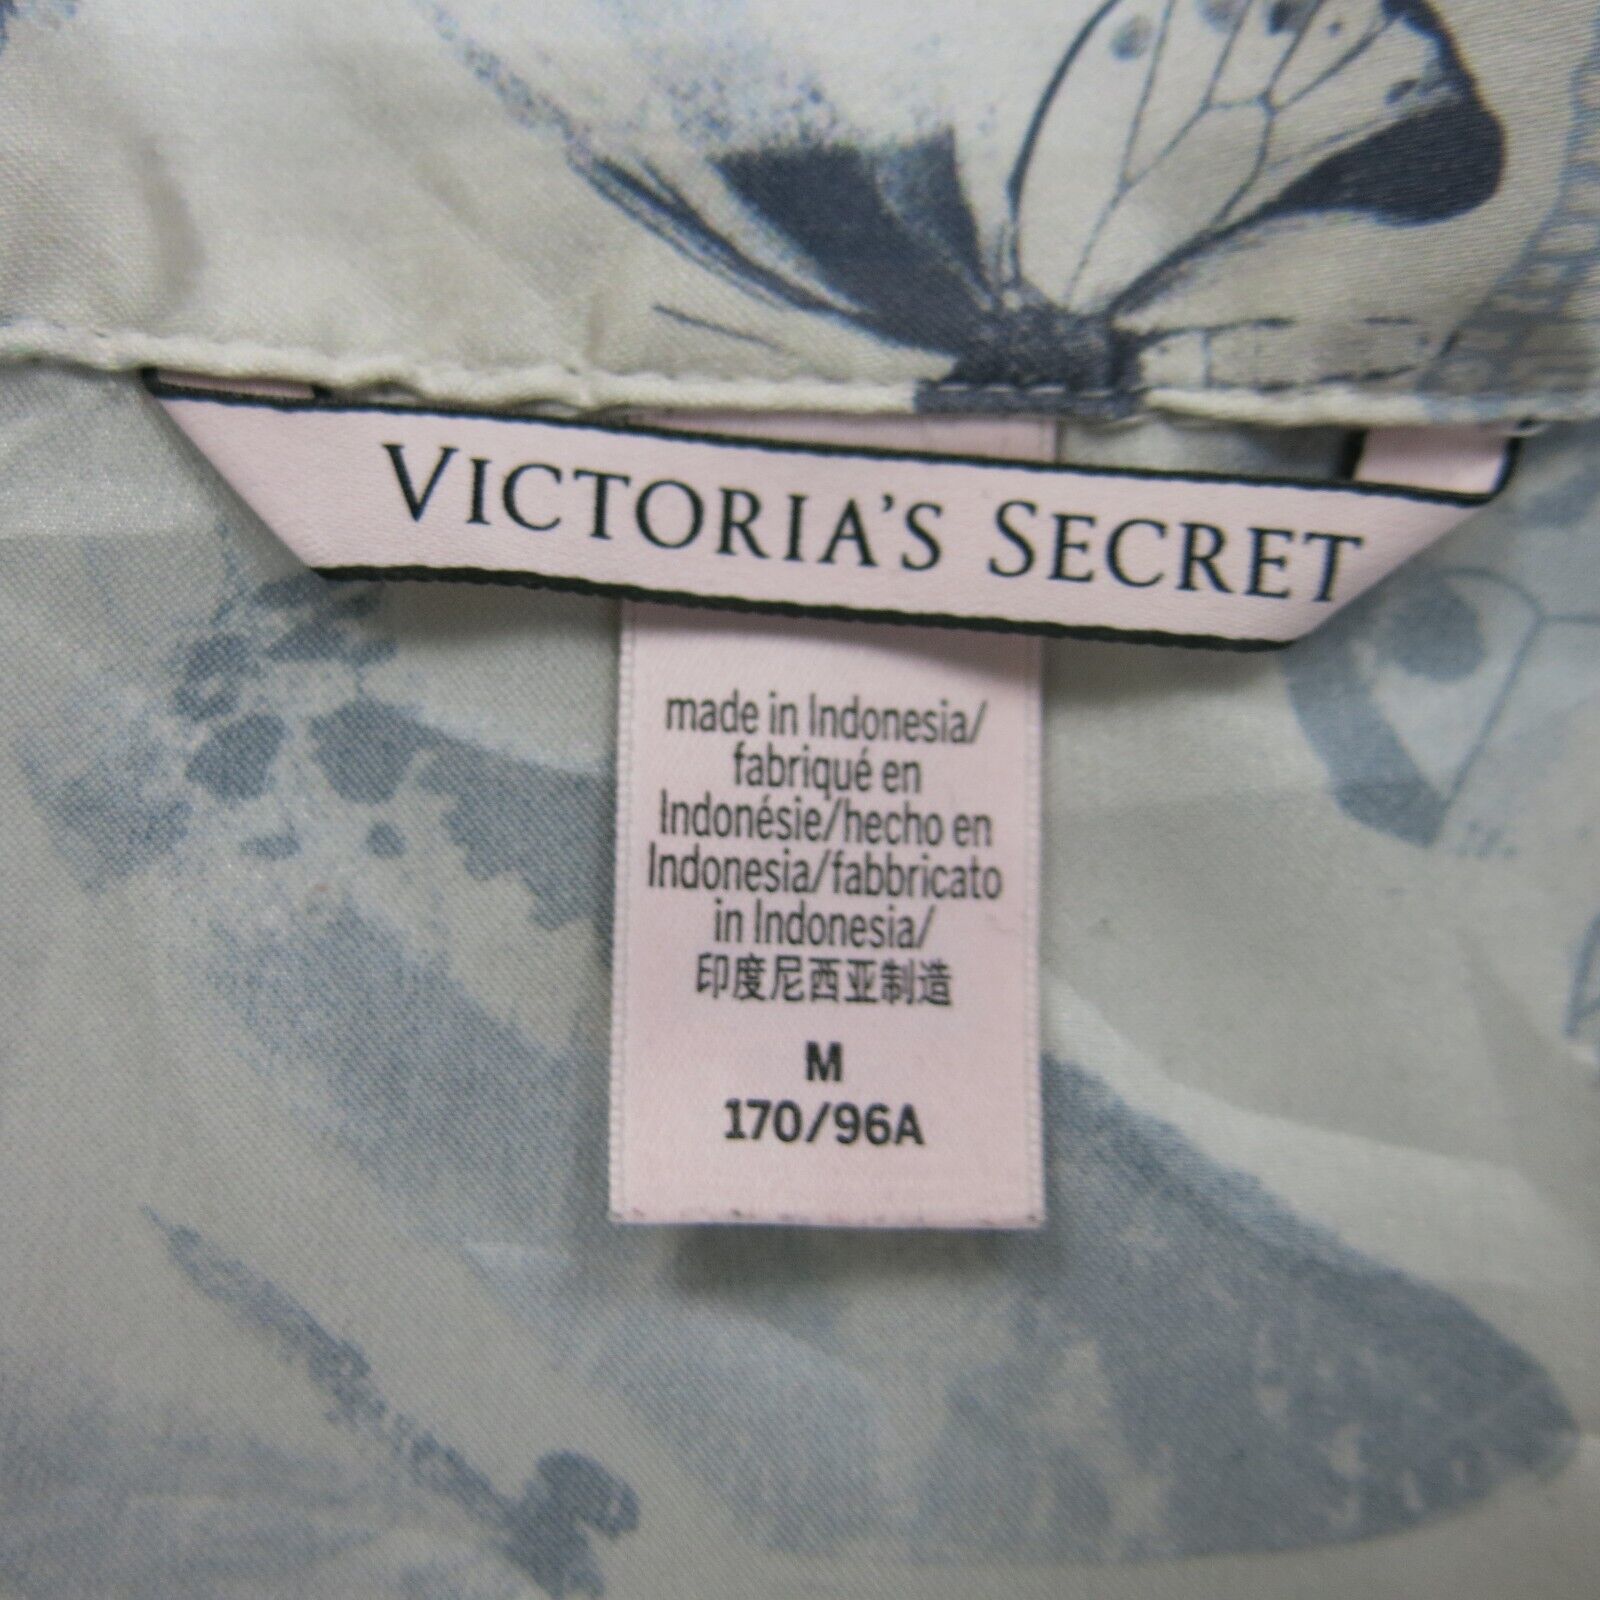 VICTORIA'S SECRET
made in Indonesia/
fabriqué en
Indonésie/hecho en
Indonesia/fabbricato
in Indonesia/
印度尼西亚制造
M
170/96A